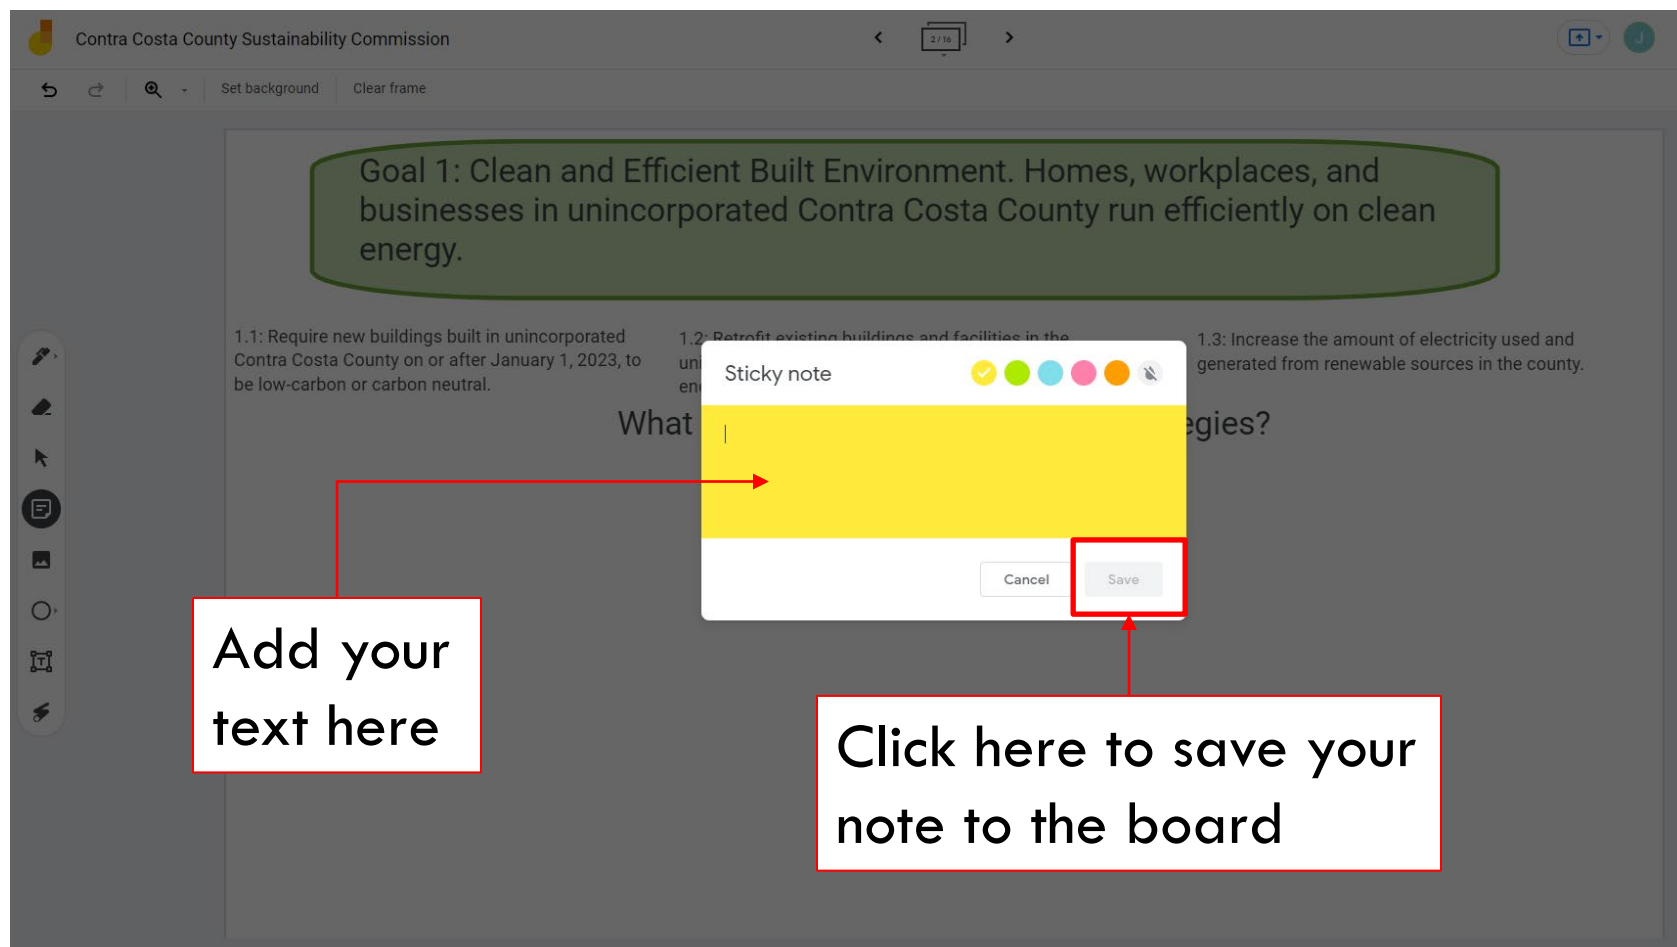 Contra Costa County Sustainability Commission
2 / 16
J
Set background
Clear frame
Goal 1: Clean and Efficient Built Environment. Homes, workplaces, and
businesses in unincorporated Contra Costa County run efficiently on clean
energy.
1.1: Require new buildings built in unincorporated
Contra Costa County on or after January 1, 2023, to
be low-carbon or carbon neutral.
1.2: Retrofit existing buildings and facilities in the
1.3: Increase the amount of electricity used and
generated from renewable sources in the county.
What
Sticky note
Cancel
Save
Add your
text here
Click here to save your
note to the board